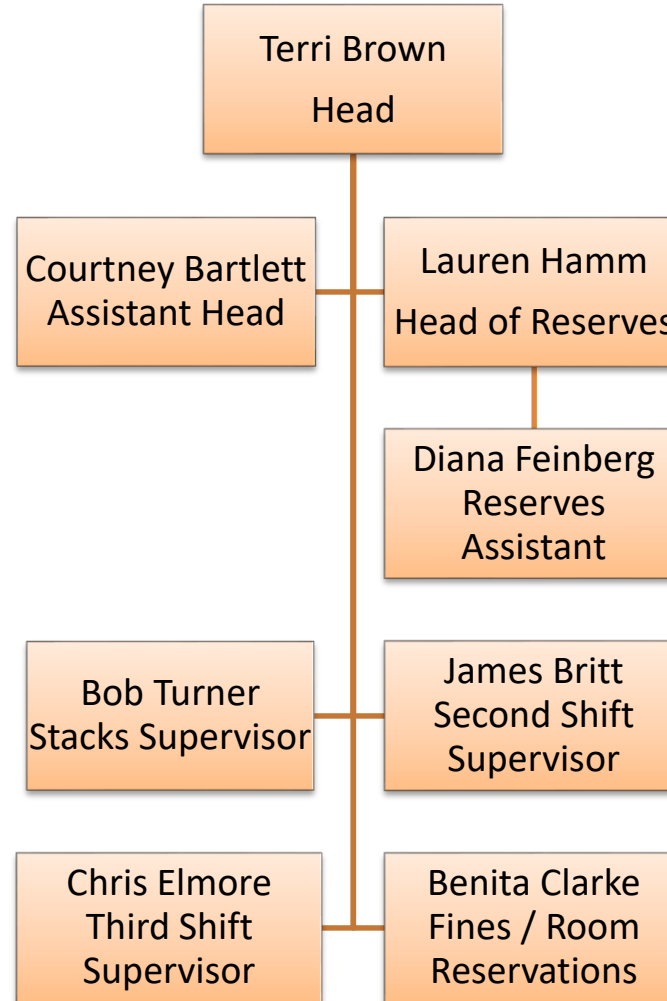 Terri Brown
Head
Courtney Bartlett
Assistant Head
Lauren Hamm
Head of Reserves
Diana Feinberg
Reserves
Assistant
Bob Turner
Stacks Supervisor
James Britt
Second Shift
Supervisor
Chris Elmore
Third Shift
Supervisor
Benita Clarke
Fines / Room
Reservations